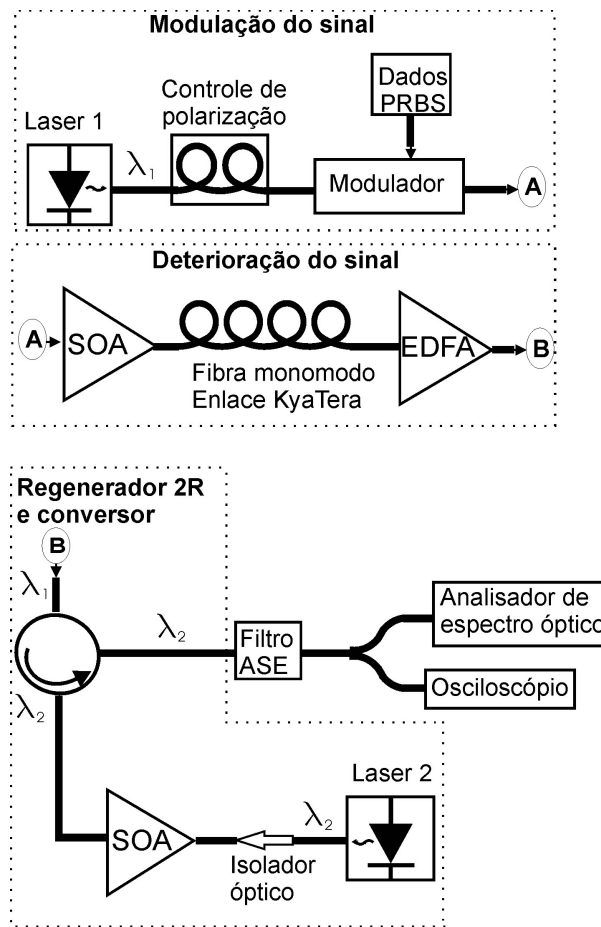 Modulação do sinal
Controle de
polarização
Dados
PRBS
Laser 1
λ1
Modulador
A
Deterioração do sinal
A
SOA
EDFA
B
Fibra monomodo
Enlace KyaTera
Regenerador 2R
e conversor
B
λ1
λ2
Filtro
ASE
Analisador de
espectro óptico
Osciloscópio
λ2
Laser 2
SOA
λ2
Isolador
óptico